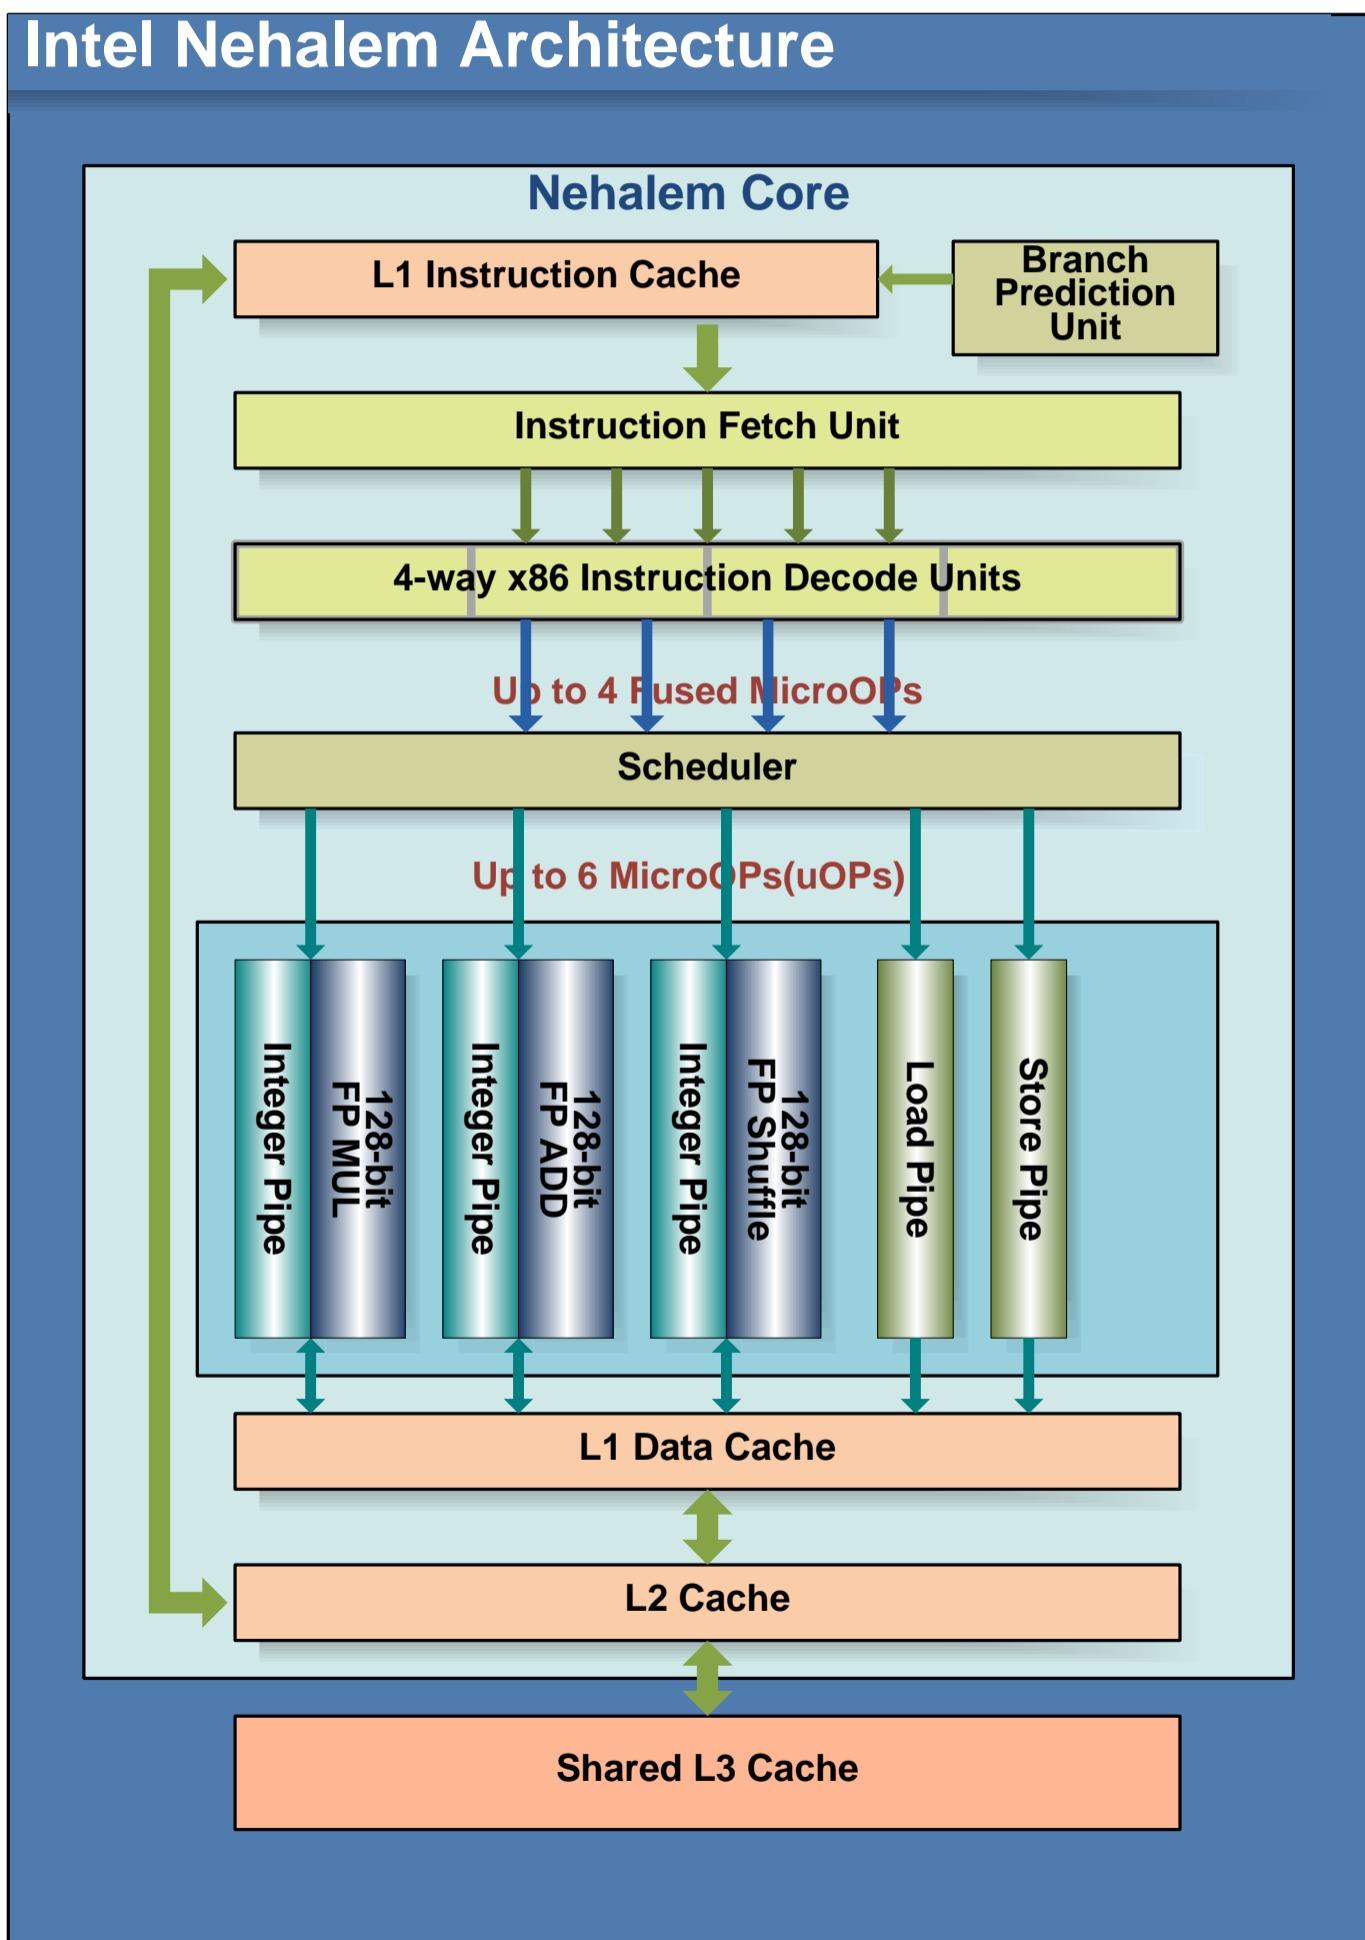 Intel Nehalem Architecture
Nehalem Core
L1 Instruction Cache
Branch
Prediction
Unit
Instruction Fetch Unit
4-way x86 Instruction Decode Units
Up to 4 Fused MicroOPs
Scheduler
Up to 6 MicroOPs(uOPs)
Integer Pipe
128-bit
FP MUL
Integer Pipe
128-bit
FP ADD
Integer Pipe
128-bit
FP Shuffle
Load Pipe
Store Pipe
L1 Data Cache
L2 Cache
Shared L3 Cache